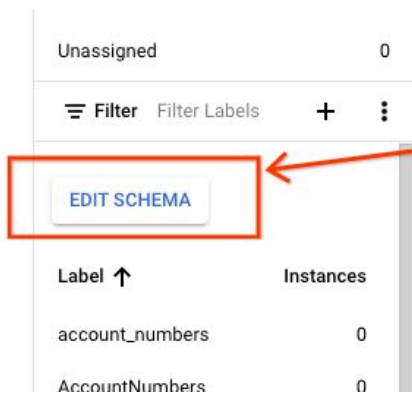 Unassigned 0
Filter Filter Labels
EDIT SCHEMA
Label Instances
account_numbers 0
AccountNumbers 0